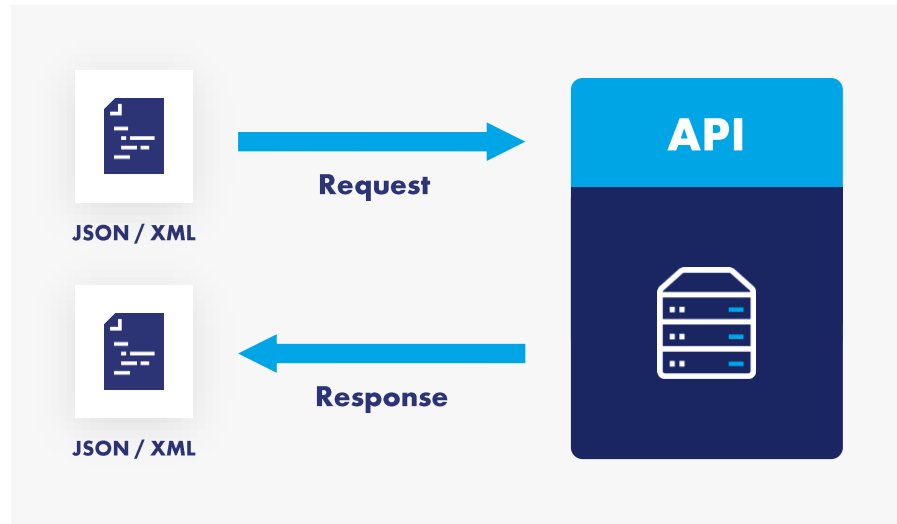 API
Request
JSON / XML
Response
JSON / XML